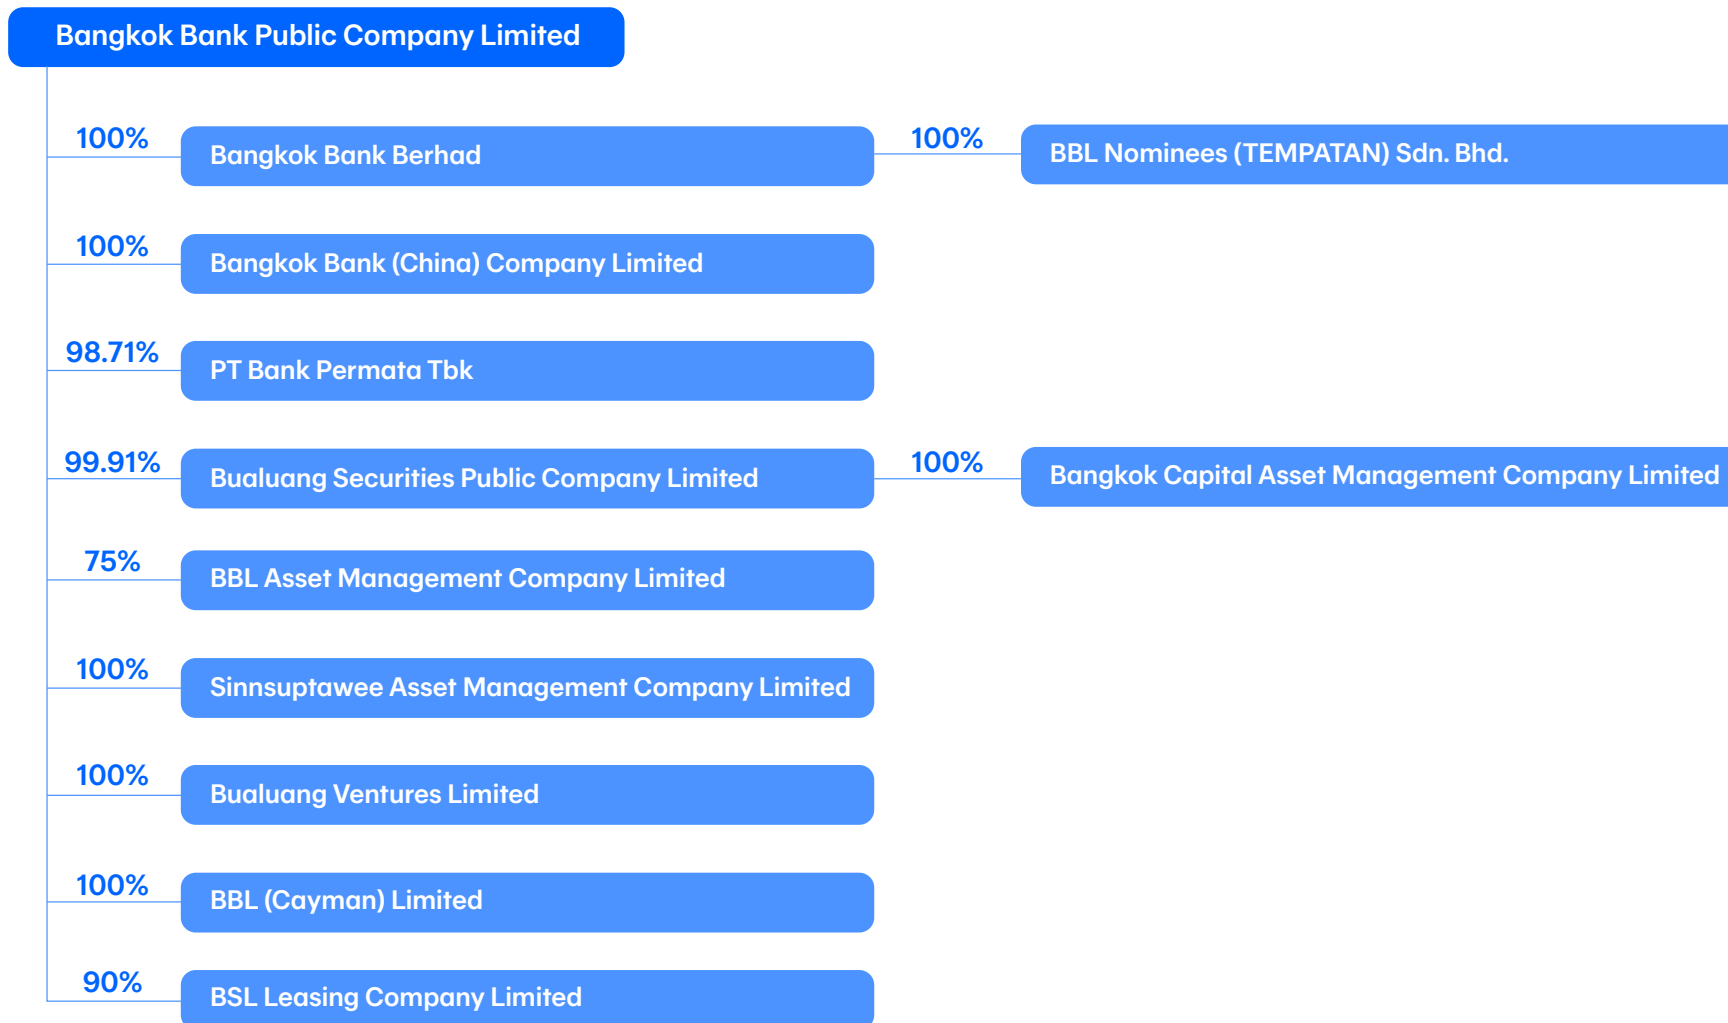 Bangkok Bank Public Company Limited
100%
Bangkok Bank Berhad
100%
BBL Nominees (TEMPATAN) Sdn. Bhd.
100%
Bangkok Bank (China) Company Limited
98.71%
PT Bank Permata Tbk
99.91%
Bualuang Securities Public Company Limited
100%
Bangkok Capital Asset Management Company Limited
75%
BBL Asset Management Company Limited
100%
Sinnsuptawee Asset Management Company Limited
100%
Bualuang Ventures Limited
100%
BBL (Cayman) Limited
90%
BSL Leasing Company Limited